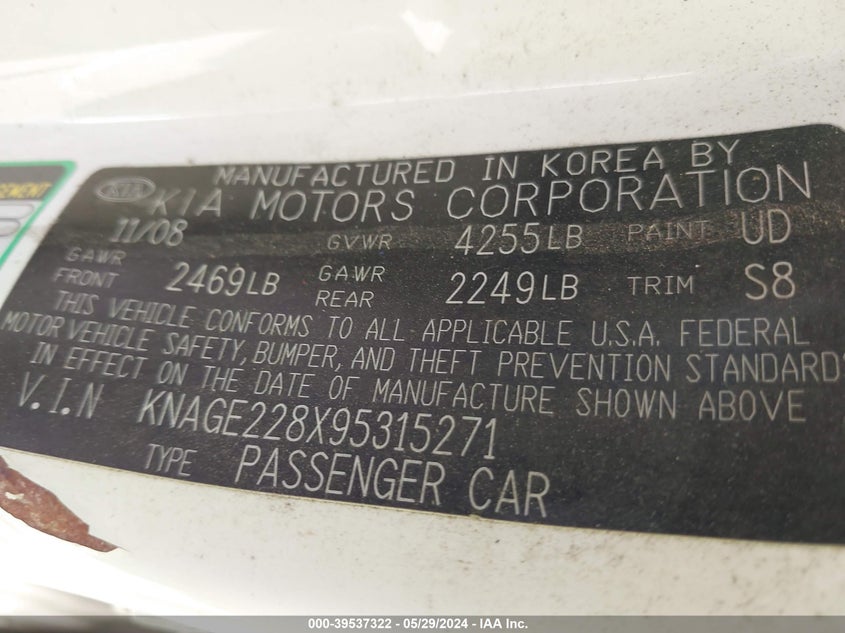 GEMENT
KIA
MANUFACTURED IN KOREA BY
KIA MOTORS CORPORATION
11/08 GVWR 4255LB PAINT UD
GAWR FRONT 2469LB GAWR REAR 2249LB TRIM S8
THIS VEHICLE CONFORMS TO ALL APPLICABLE U.S.A. FEDERAL
MOTOR VEHICLE SAFETY, BUMPER, AND THEFT PREVENTION STANDARDS
IN EFFECT ON THE DATE OF MANUFACTURE SHOWN ABOVE
V.I.N KNAGE228X95315271
TYPE PASSENGER CAR
000-39537322 - 05/29/2024 - IAA Inc.